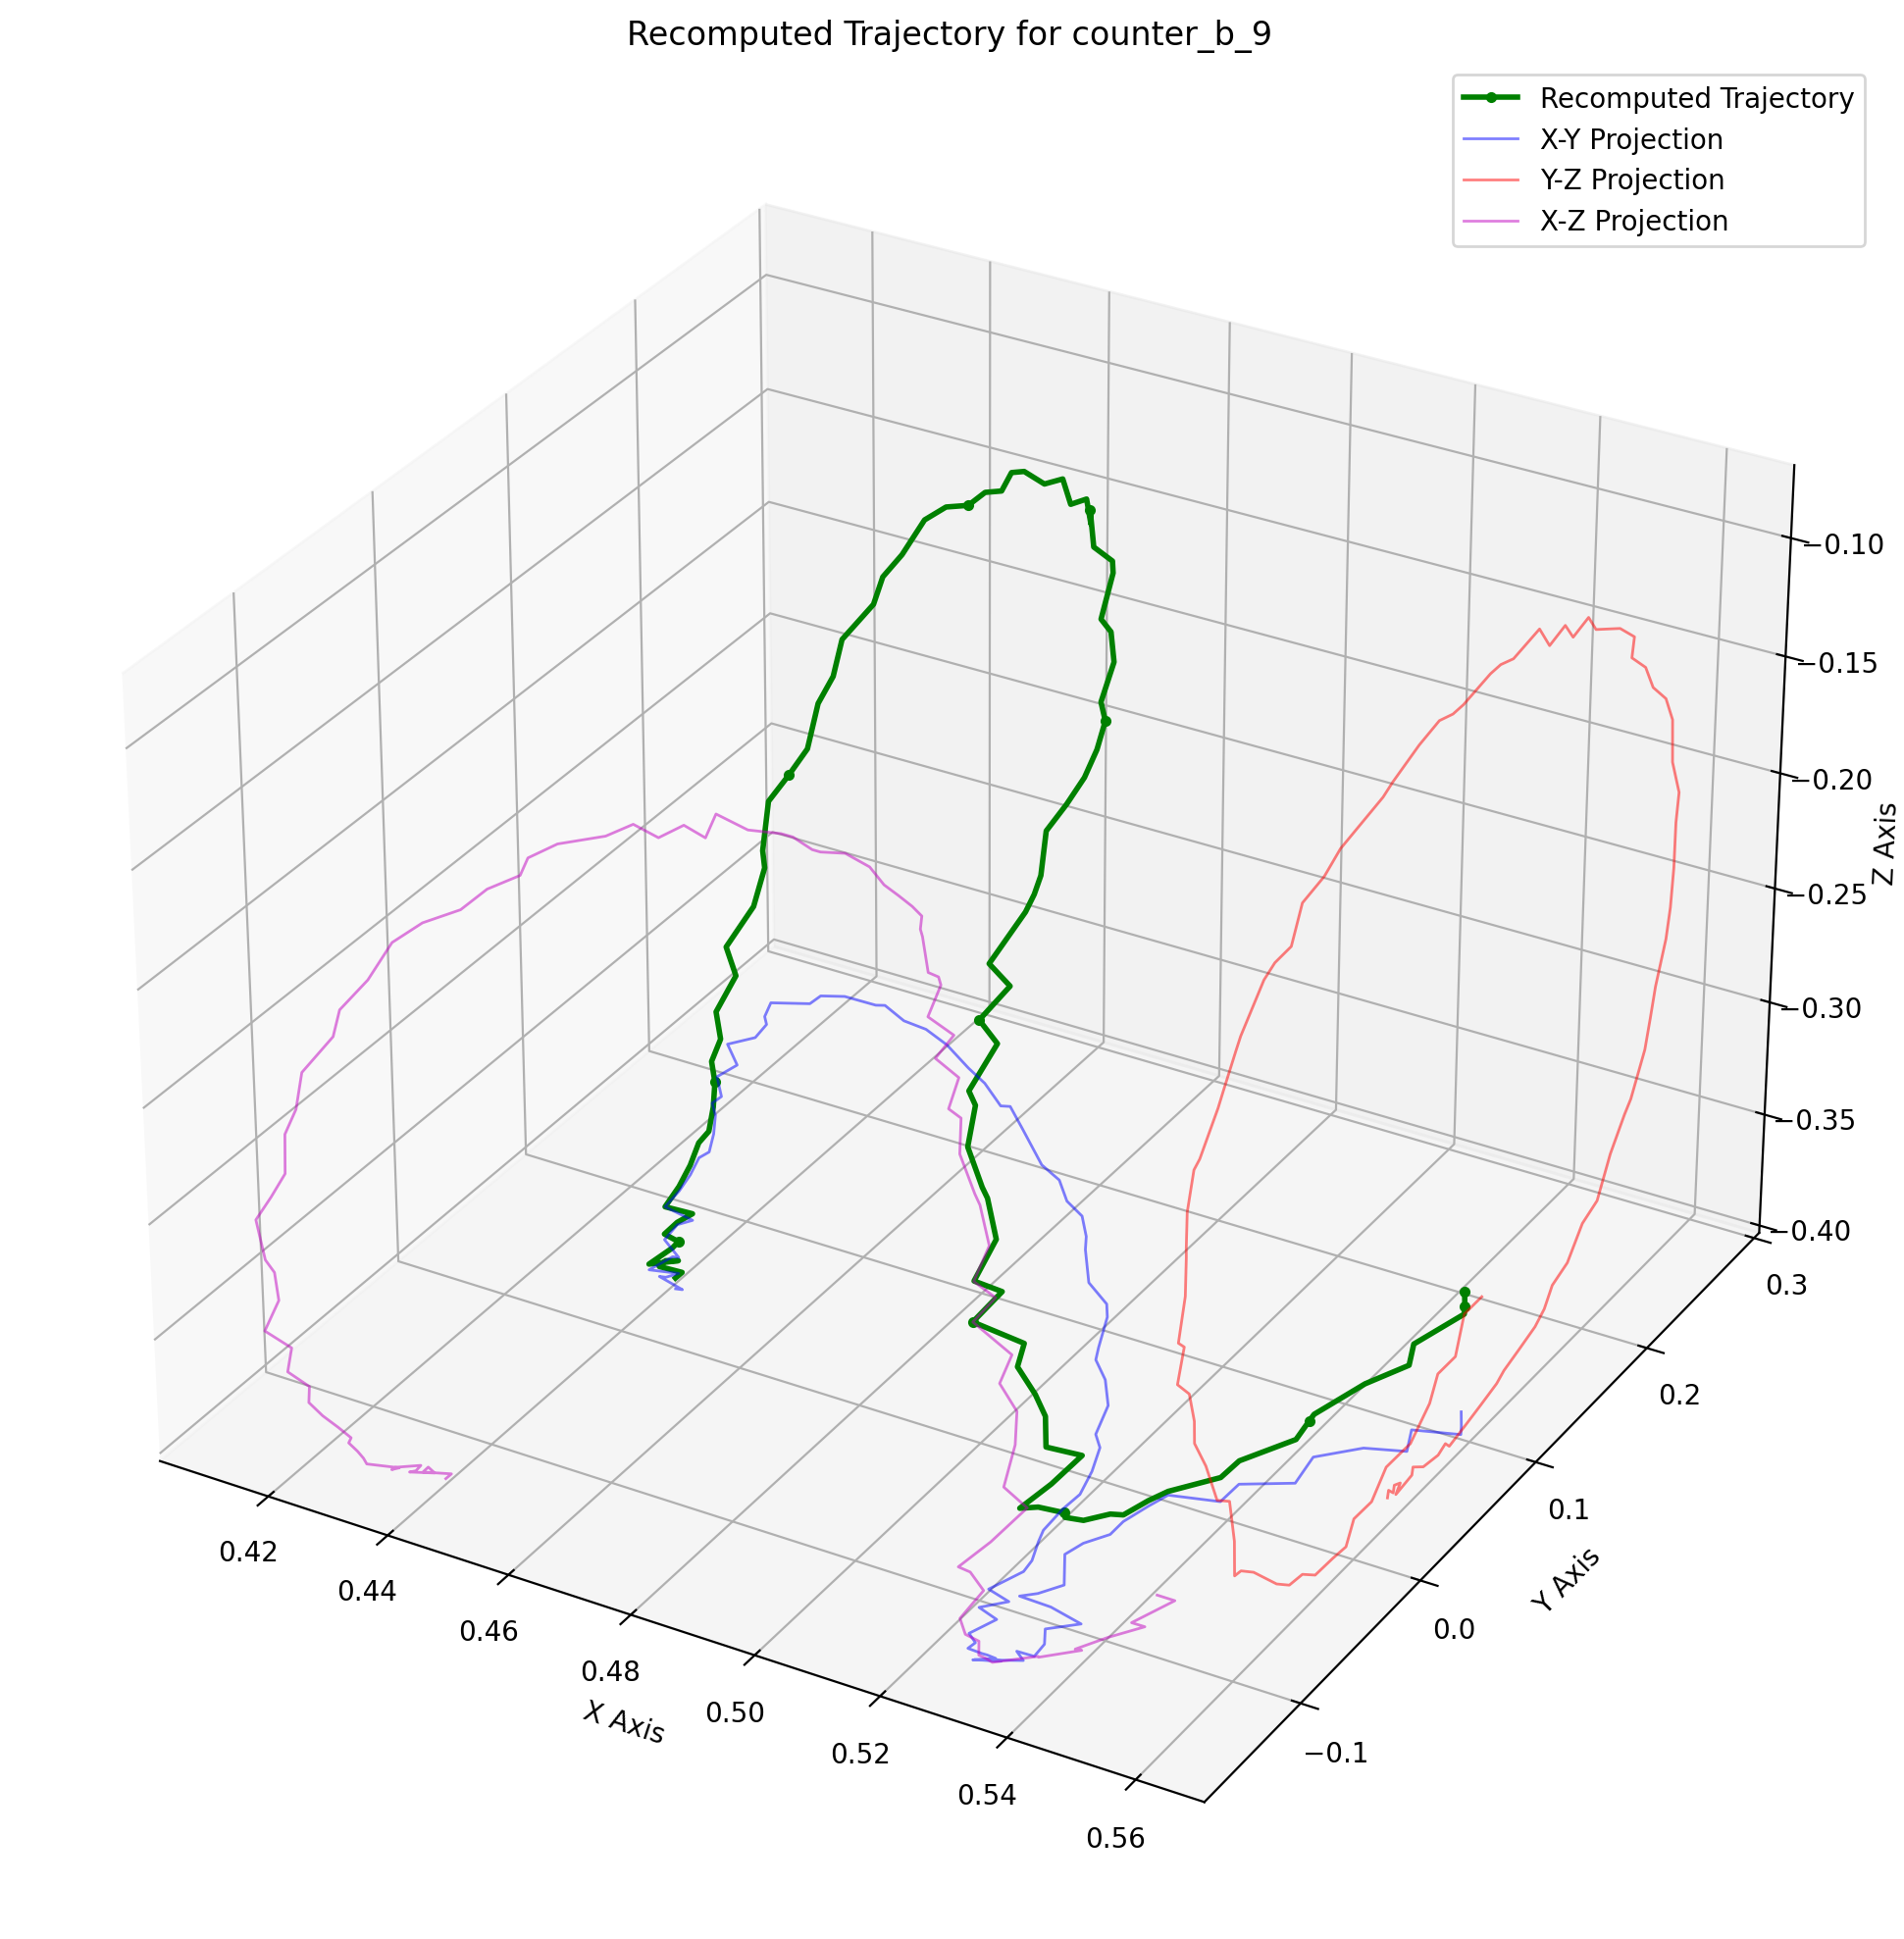 Recomputed Trajectory for counter_b_9
Recomputed Trajectory
X-Y Projection
Y-Z Projection
X-Z Projection
−0.10
−0.15
−0.20
−0.25
−0.30
−0.35
−0.40
Z Axis
0.3
0.2
0.1
0.0
−0.1
Y Axis
0.42
0.44
0.46
0.48
0.50
0.52
0.54
0.56
X Axis